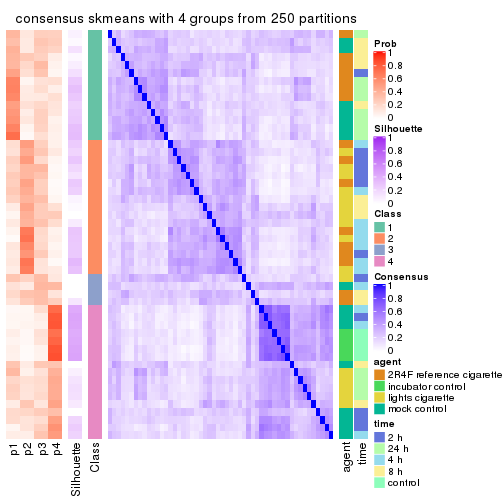 consensus skmeans with 4 groups from 250 partitions
Prob
1
0.8
0.6
0.4
0.2
0
Silhouette
1
0.8
0.6
0.4
0.2
0
Class
1
2
3
4
Consensus
1
0.8
0.6
0.4
0.2
0
agent
2R4F reference cigarette
incubator control
lights cigarette
mock control
time
2 h
24 h
4 h
8 h
control
p1
p2
p3
p4
Silhouette
Class
agent
time